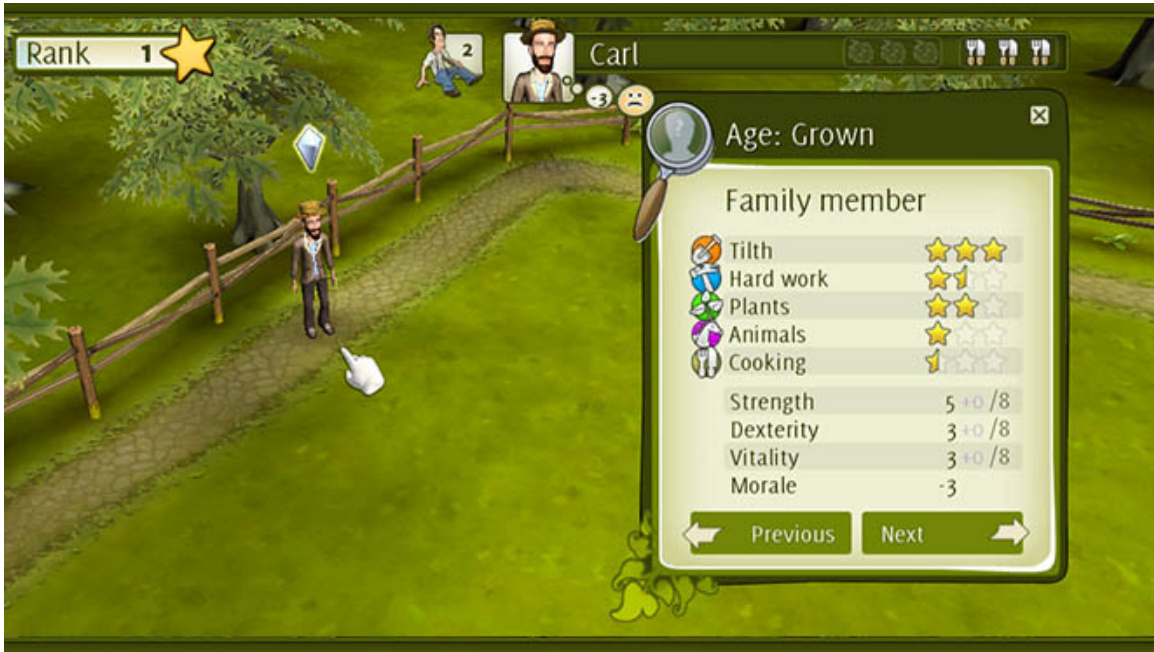 Rank 1
2
Carl
-3
Age: Grown
Family member
Tilth
Hard work
Plants
Animals
Cooking
Strength 5 +0 /8
Dexterity 3 +0 /8
Vitality 3 +0 /8
Morale -3
Previous Next